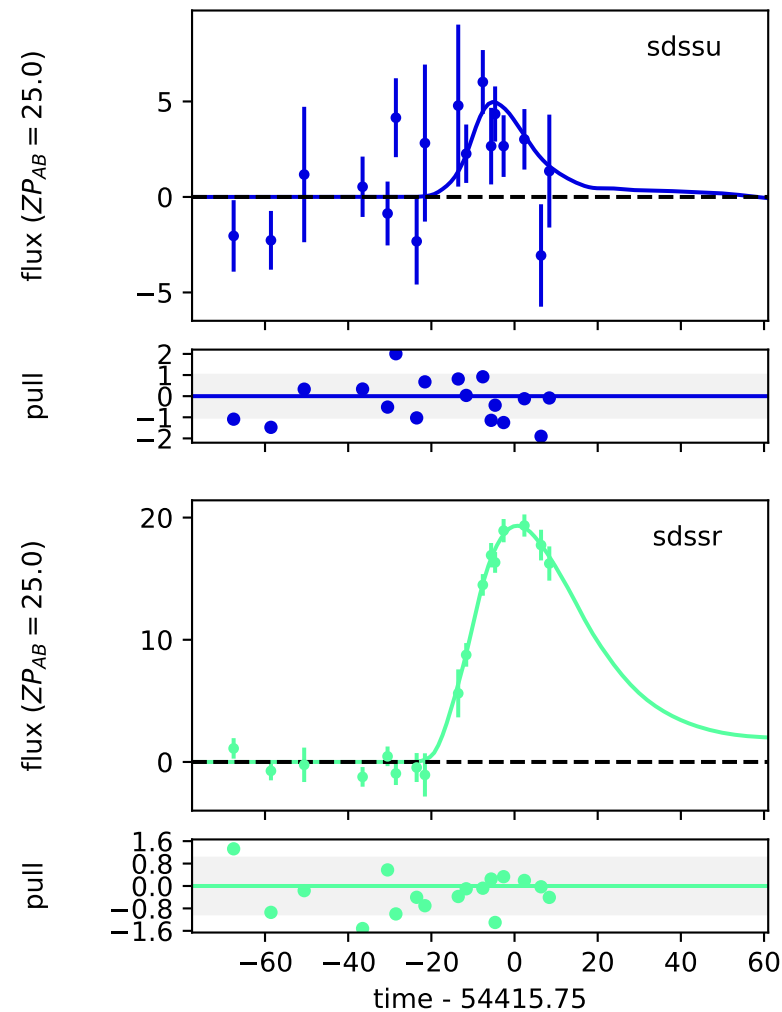 sdssu
flux (ZP_AB = 25.0)
5
0
−5
pull
2
1
0
−1
−2
sdssr
flux (ZP_AB = 25.0)
20
10
0
pull
1.6
0.8
0.0
−0.8
−1.6
−60 −40 −20 0 20 40 60
time - 54415.75